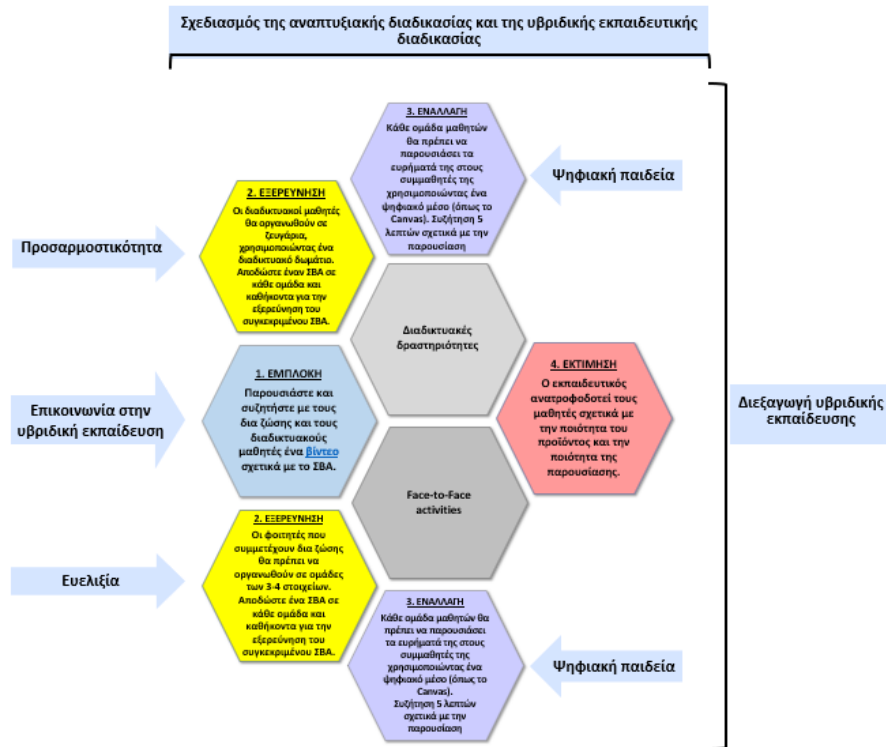 Σχεδιασμός της αναπτυξιακής διαδικασίας και της υβριδικής εκπαιδευτικής
διαδικασίας
3. ΕΝΑΛΛΑΓΗ
Κάθε ομάδα μαθητών
θα πρέπει να
παρουσιάσει τα
ευρήματά της στους
συμμαθητές της
χρησιμοποιώντας ένα
ψηφιακό μέσο (όπως το
Canvas). Συζήτηση 5
λεπτών σχετικά με την
παρουσίαση
Ψηφιακή παιδεία
Προσαρμοστικότητα
2. ΕΞΕΡΕΥΝΗΣΗ
Οι διαδικτυακοί μαθητές
θα οργανωθούν σε
ζευγάρια,
χρησιμοποιώντας ένα
διαδικτυακό δωμάτιο.
Αποδώστε έναν ΣΒΑ σε
κάθε ομάδα και
καθήκοντα για την
εξερεύνηση του
συγκεκριμένου ΣΒΑ.
Διαδικτυακές
δραστηριότητες
Επικοινωνία στην
υβριδική εκπαίδευση
1. ΕΜΠΛΟΚΗ
Παρουσιάστε και
συζητήστε με τους
δια ζώσης και τους
διαδικτυακούς
μαθητές ένα βίντεο
σχετικά με το ΣΒΑ.
4. ΕΚΤΙΜΗΣΗ
Ο εκπαιδευτικός
ανατροφοδοτεί τους
μαθητές σχετικά με
την ποιότητα του
προϊόντος και την
ποιότητα της
παρουσίασης.
Διεξαγωγή υβριδικής
εκπαίδευσης
Face-to-Face
activities
Ευελιξία
2. ΕΞΕΡΕΥΝΗΣΗ
Οι φοιτητές που
συμμετέχουν δια ζώσης
θα πρέπει να
οργανωθούν σε ομάδες
των 3-4 στοιχείων.
Αποδώστε ένα ΣΒΑ σε
κάθε ομάδα και
καθήκοντα για την
εξερεύνηση του
συγκεκριμένου ΣΒΑ.
3. ΕΝΑΛΛΑΓΗ
Κάθε ομάδα μαθητών θα
πρέπει να παρουσιάσει
τα ευρήματά της στους
συμμαθητές της
χρησιμοποιώντας ένα
ψηφιακό μέσο (όπως το
Canvas).
Συζήτηση 5 λεπτών
σχετικά με την
παρουσίαση
Ψηφιακή παιδεία